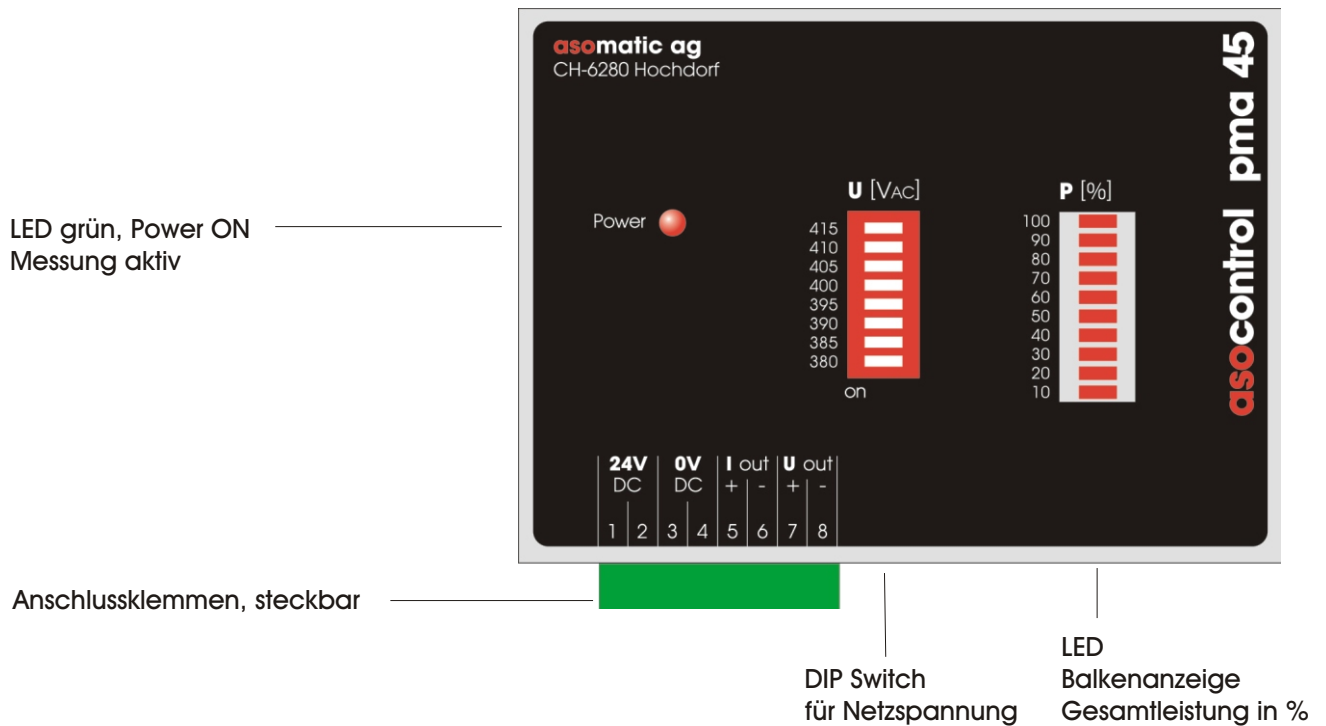 asomatic ag
CH-6280 Hochdorf
asocontrol pma 45
LED grün, Power ON
Messung aktiv
Power
U [VAC]
415
410
405
400
395
390
385
380
on
P [%]
100
90
80
70
60
50
40
30
20
10
24V 0V I out U out
DC DC + - + -
1 2 3 4 5 6 7 8
Anschlussklemmen, steckbar
DIP Switch
für Netzspannung
LED
Balkenanzeige
Gesamtleistung in %